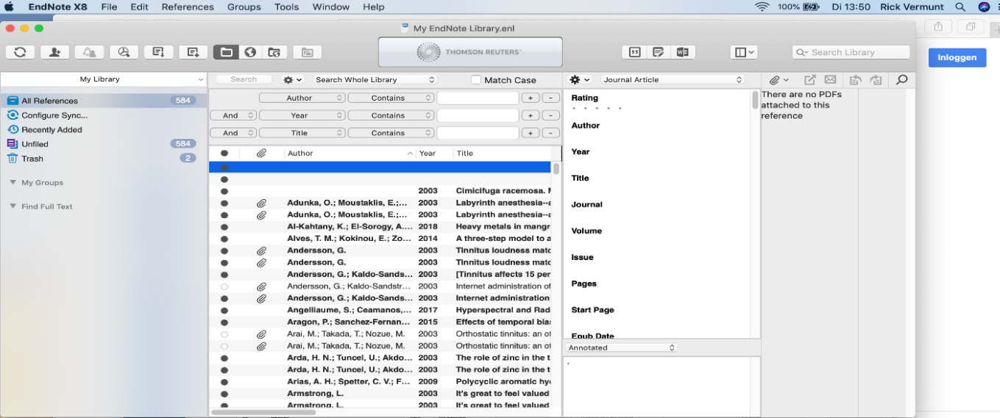 EndNote X8 File Edit References Groups Tools Window Help 100% Di 13:50 Rick Vermunt
My EndNote Library.enl
THOMSON REUTERS™
Search Library
Inloggen
My Library
All References 584
Configure Sync...
Recently Added
Unfiled 584
Trash 2
My Groups
Find Full Text
Search Search Whole Library Match Case
Author Contains + -
And Year Contains + -
And Title Contains + -
Author Year Title
2003 Cimicifuga racemosa.
Adunka, O.; Moustaklis, E.;... 2003 Labyrinth anesthesia--a
Adunka, O.; Moustaklis, E.;... 2003 Labyrinth anesthesia--a
Al-Kahtany, K.; El-Sorogy, A.... 2018 Heavy metals in mangr
Alves, T. M.; Kokinou, E.; Zo... 2014 A three-step model to a
Andersson, G. 2003 Tinnitus loudness matc
Andersson, G. 2003 Tinnitus loudness matc
Andersson, G.; Kaldo-Sands... 2003 [Tinnitus affects 15 per
Andersson, G.; Kaldo-Sandstr... 2003 Internet administration of
Andersson, G.; Kaldo-Sands... 2003 Internet administration
Angelliaume, S.; Ceamanos,... 2017 Hyperspectral and Rad
Aragon, P.; Sanchez-Fernan... 2015 Effects of temporal bias
Arai, M.; Takada, T.; Nozue, M. 2003 Orthostatic tinnitus: an ot
Arai, M.; Takada, T.; Nozue, M. 2003 Orthostatic tinnitus: an ot
Arda, H. N.; Tuncel, U.; Akdo... 2003 The role of zinc in the t
Arda, H. N.; Tuncel, U.; Akdo... 2003 The role of zinc in the t
Arias, A. H.; Spetter, C. V.; F... 2009 Polycyclic aromatic hy
Armstrong, L. 2003 It's great to feel valued
Armstrong, L. 2003 It's great to feel valued
Journal Article
Rating
Author
Year
Title
Journal
Volume
Issue
Pages
Start Page
Epub Date
Annotated
.
There are no PDFs
attached to this
reference